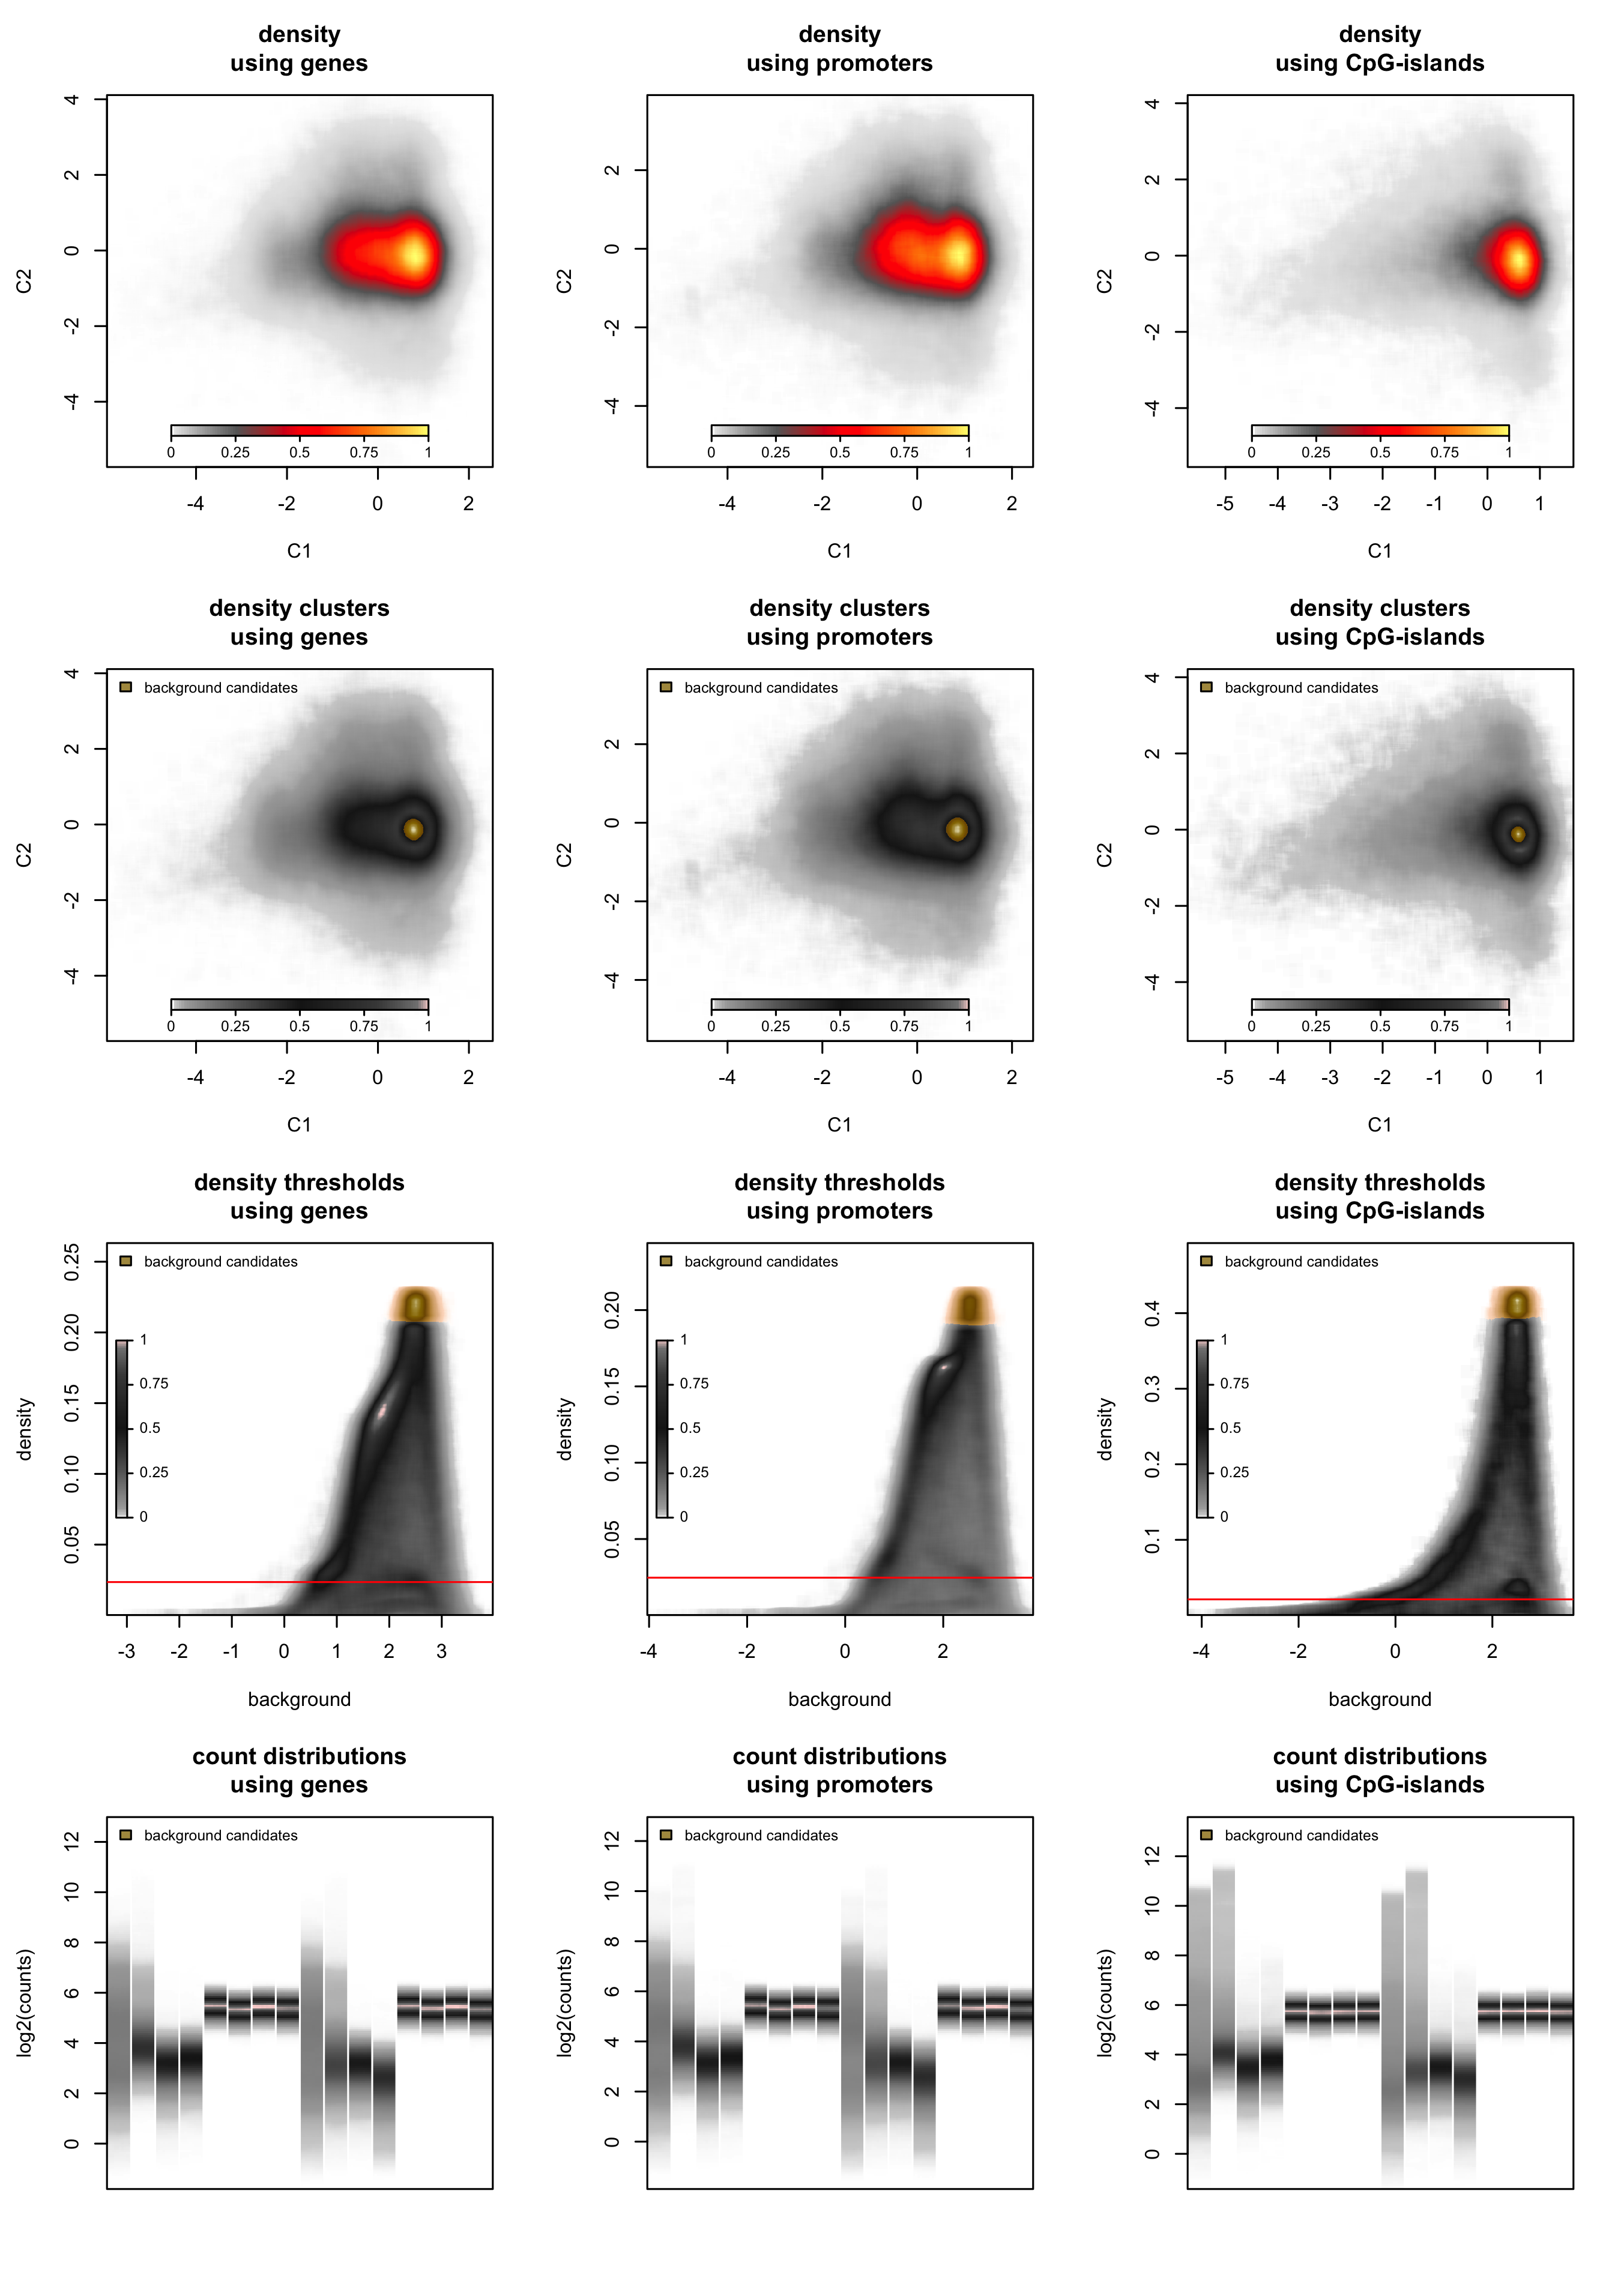 density
using genes
4
2
0
-2
-4
C2
0 0.25 0.5 0.75 1
-4 -2 0 2
C1
density
using promoters
2
0
-2
-4
C2
0 0.25 0.5 0.75 1
-4 -2 0 2
C1
density
using CpG-islands
4
2
0
-2
-4
C2
0 0.25 0.5 0.75 1
-5 -4 -3 -2 -1 0 1
C1
density clusters
using genes
background candidates
4
2
0
-2
-4
C2
0 0.25 0.5 0.75 1
-4 -2 0 2
C1
density clusters
using promoters
background candidates
2
0
-2
-4
C2
0 0.25 0.5 0.75 1
-4 -2 0 2
C1
density clusters
using CpG-islands
background candidates
4
2
0
-2
-4
C2
0 0.25 0.5 0.75 1
-5 -4 -3 -2 -1 0 1
C1
density thresholds
using genes
background candidates
0.25
0.20
0.15
0.10
0.05
density
1
0.75
0.5
0.25
0
-3 -2 -1 0 1 2 3
background
density thresholds
using promoters
background candidates
0.20
0.15
0.10
0.05
density
1
0.75
0.5
0.25
0
-4 -2 0 2
background
density thresholds
using CpG-islands
background candidates
0.4
0.3
0.2
0.1
density
1
0.75
0.5
0.25
0
-4 -2 0 2
background
count distributions
using genes
background candidates
12
10
8
6
4
2
0
log2(counts)
count distributions
using promoters
background candidates
12
10
8
6
4
2
0
log2(counts)
count distributions
using CpG-islands
background candidates
12
10
8
6
4
2
0
log2(counts)